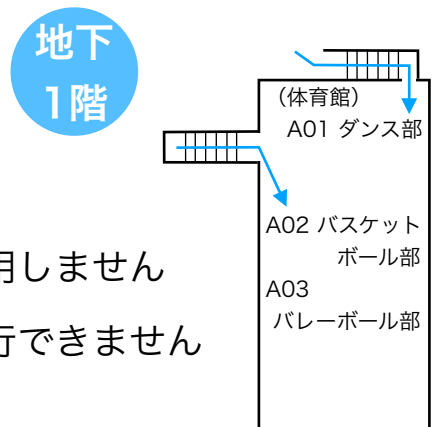 地下
1階
(体育館)
A01 ダンス部
A02 バスケット
ボール部
A03
バレーボール部
用しません
行できません